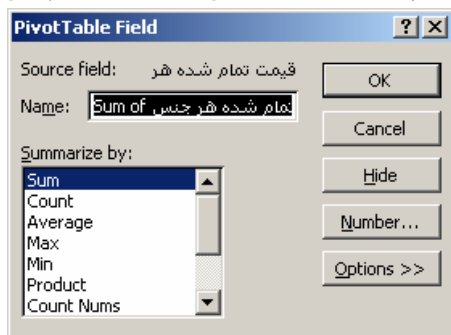 PivotTable Field
Source field: قیمت تمام شده هر
Name: Sum of تمام شده هر جنس
Summarize by:
Sum
Count
Average
Max
Min
Product
Count Nums
OK
Cancel
Hide
Number...
Options >>